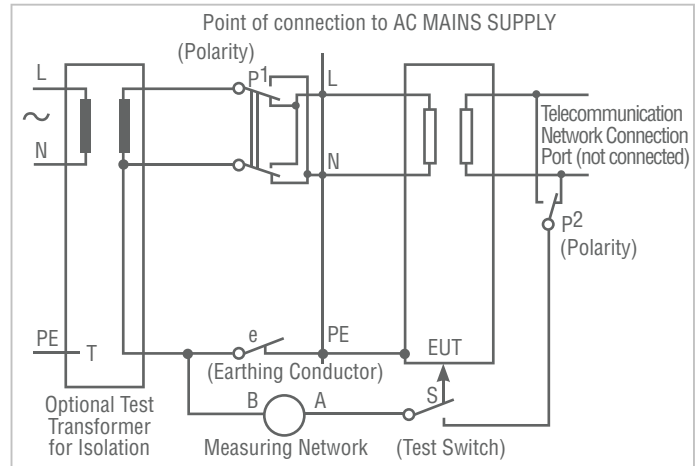 Point of connection to AC MAINS SUPPLY
(Polarity)
L
P1
L
N
N
Telecommunication
Network Connection
Port (not connected)
P2
(Polarity)
PE
T
e
PE
EUT
(Earthing Conductor)
B
A
S
Optional Test
Transformer
for Isolation
Measuring Network
(Test Switch)